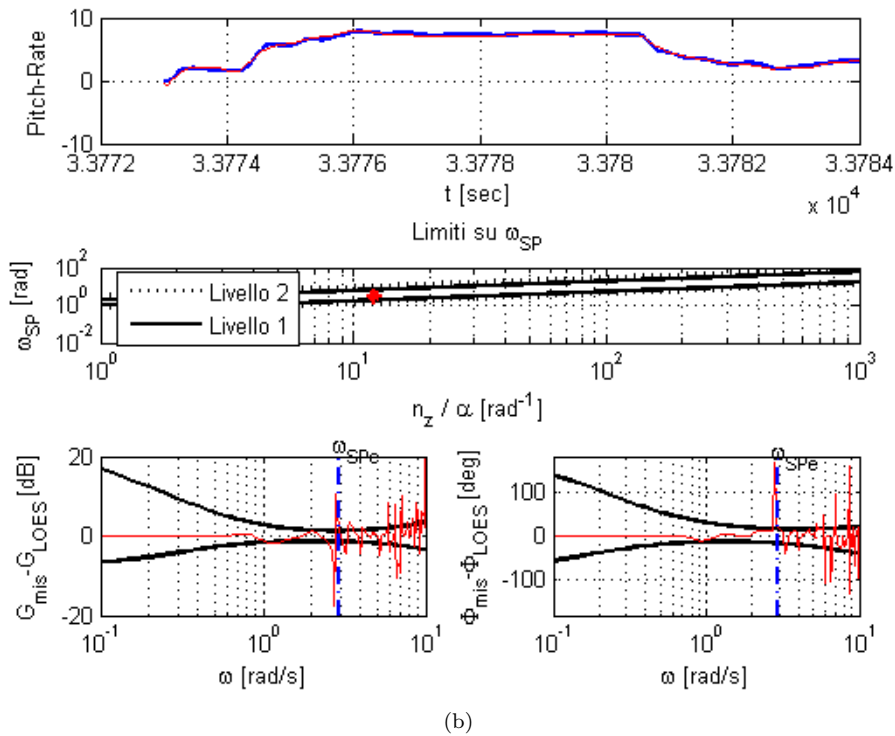 10
0
-10
Pitch-Rate
3.3772 3.3774 3.3776 3.3778 3.378 3.3782 3.3784
t [sec]
x 10^4
Limiti su ω_SP
10^2
10^0
10^-2
ω_SP [rad]
Livello 2
Livello 1
10^0 10^1 10^2 10^3
n_z / α [rad^-1]
20
0
-20
G_mis-G_LOES [dB]
ω_SPe
10^-1 10^0 10^1
ω [rad/s]
100
0
-100
Φ_mis-Φ_LOES [deg]
ω_SPe
10^-1 10^0 10^1
ω [rad/s]
(b)